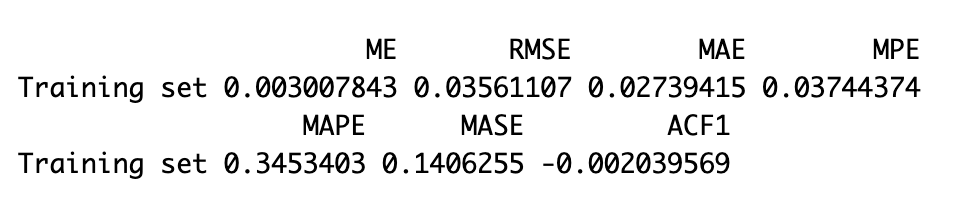 ME RMSE MAE MPE
Training set 0.003007843 0.03561107 0.02739415 0.03744374
MAPE MASE ACF1
Training set 0.3453403 0.1406255 -0.002039569